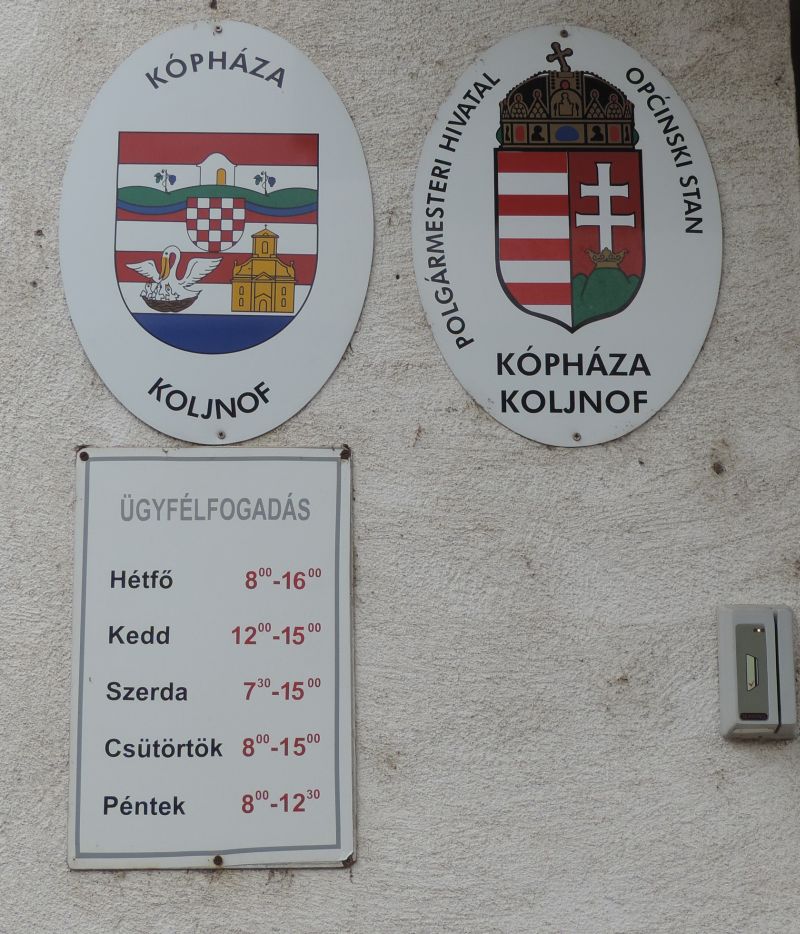 KÓPHÁZA
KOLJNOF
POLGÁRMESTERI HIVATAL
OPĆINSKI STAN
KÓPHÁZA
KOLJNOF
ÜGYFÉLFOGADÁS
Hétfő 8⁰⁰-16⁰⁰
Kedd 12⁰⁰-15⁰⁰
Szerda 7³⁰-15⁰⁰
Csütörtök 8⁰⁰-15⁰⁰
Péntek 8⁰⁰-12³⁰